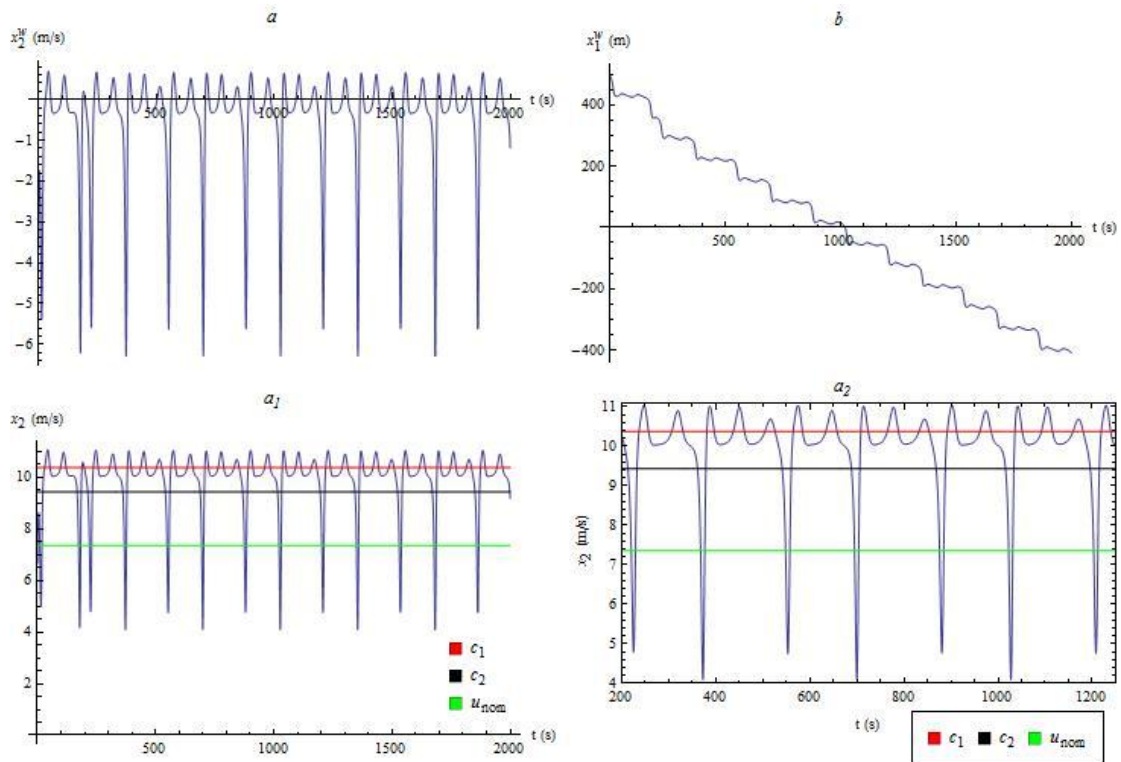 a
x₂ᵂ (m/s)
500 1000 1500 2000
t (s)
−1
−2
−3
−4
−5
−6
b
x₁ᵂ (m)
400
200
t (s)
500 1000 1500 2000
−200
−400
a₁
x₂ (m/s)
10
8
6
4
2
c₁
c₂
uₙₒₘ
t (s)
500 1000 1500 2000
a₂
11
10
9
8
7
6
5
4
x₂ (m/s)
200 400 600 800 1000 1200
t (s)
c₁ c₂ uₙₒₘ